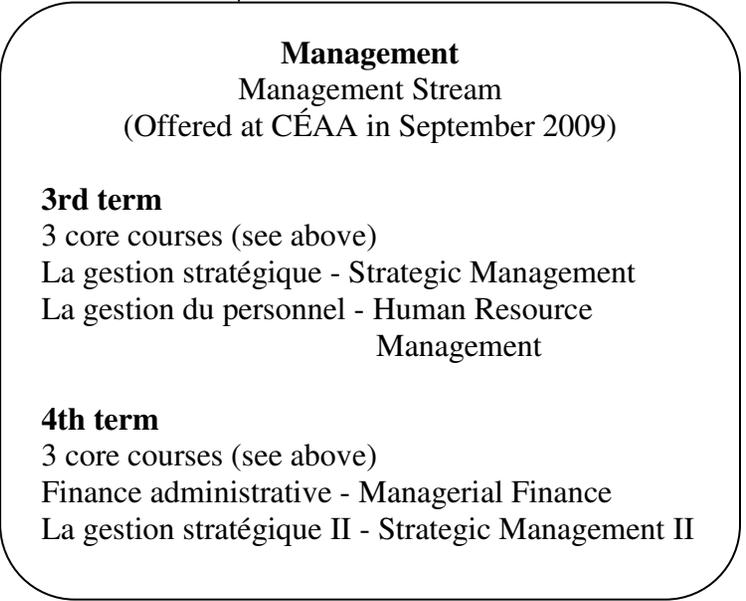 Management
Management Stream
(Offered at CÉAA in September 2009)
3rd term
3 core courses (see above)
La gestion stratégique - Strategic Management
La gestion du personnel - Human Resource
Management
4th term
3 core courses (see above)
Finance administrative - Managerial Finance
La gestion stratégique II - Strategic Management II